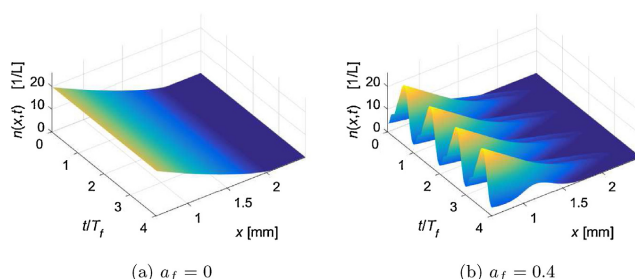 20
10
0
n(x,t) [1/L]
0
1
2
3
4
t/T_f
1
1.5
2
x [mm]
(a) a_f = 0
20
10
0
n(x,t) [1/L]
0
1
2
3
4
t/T_f
1
1.5
2
x [mm]
(b) a_f = 0.4